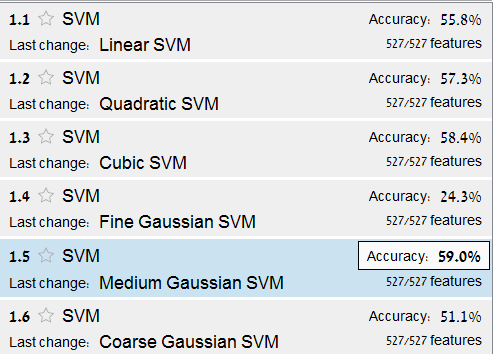 1.1 ☆ SVM Accuracy: 55.8%
Last change: Linear SVM 527/527 features
1.2 ☆ SVM Accuracy: 57.3%
Last change: Quadratic SVM 527/527 features
1.3 ☆ SVM Accuracy: 58.4%
Last change: Cubic SVM 527/527 features
1.4 ☆ SVM Accuracy: 24.3%
Last change: Fine Gaussian SVM 527/527 features
1.5 ☆ SVM Accuracy: 59.0%
Last change: Medium Gaussian SVM 527/527 features
1.6 ☆ SVM Accuracy: 51.1%
Last change: Coarse Gaussian SVM 527/527 features